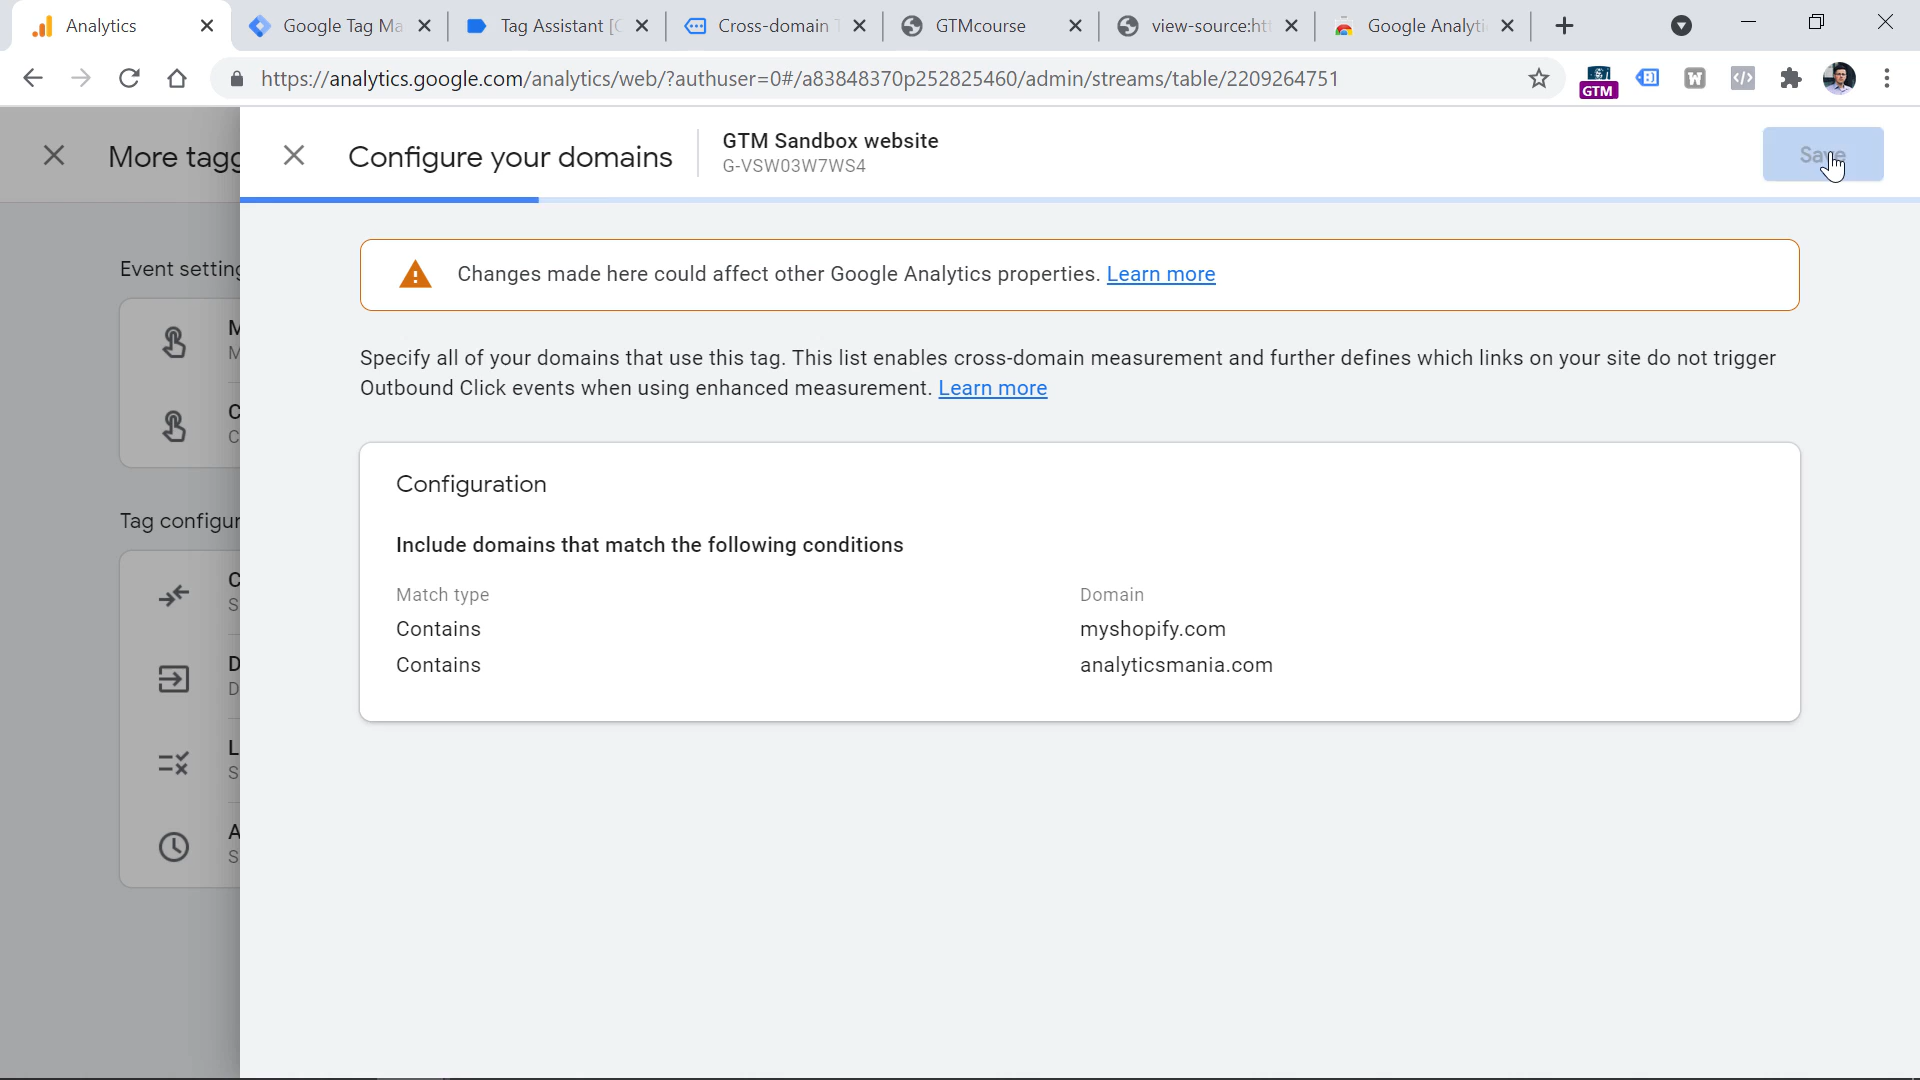 Analytics
Google Tag Ma
Tag Assistant [C
Cross-domain T
GTMcourse
view-source:htt
Google Analyti
https://analytics.google.com/analytics/web/?authuser=0#/a83848370p252825460/admin/streams/table/2209264751
GTM
More tagg
Configure your domains
GTM Sandbox website
G-VSW03W7WS4
Save
Changes made here could affect other Google Analytics properties. Learn more
Specify all of your domains that use this tag. This list enables cross-domain measurement and further defines which links on your site do not trigger
Outbound Click events when using enhanced measurement. Learn more
Event setting
M
M
C
C
Tag configur
C
S
D
D
L
S
A
S
Configuration
Include domains that match the following conditions
Match type
Domain
Contains
myshopify.com
Contains
analyticsmania.com